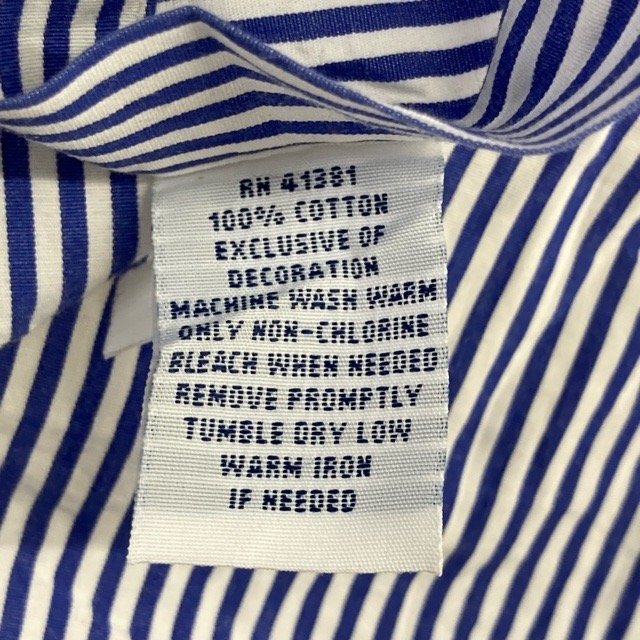 RN 41381
100% COTTON
EXCLUSIVE OF
DECORATION
MACHINE WASH WARM
ONLY NON-CHLORINE
BLEACH WHEN NEEDED
REMOVE PROMPTLY
TUMBLE DRY LOW
WARM IRON
IF NEEDED